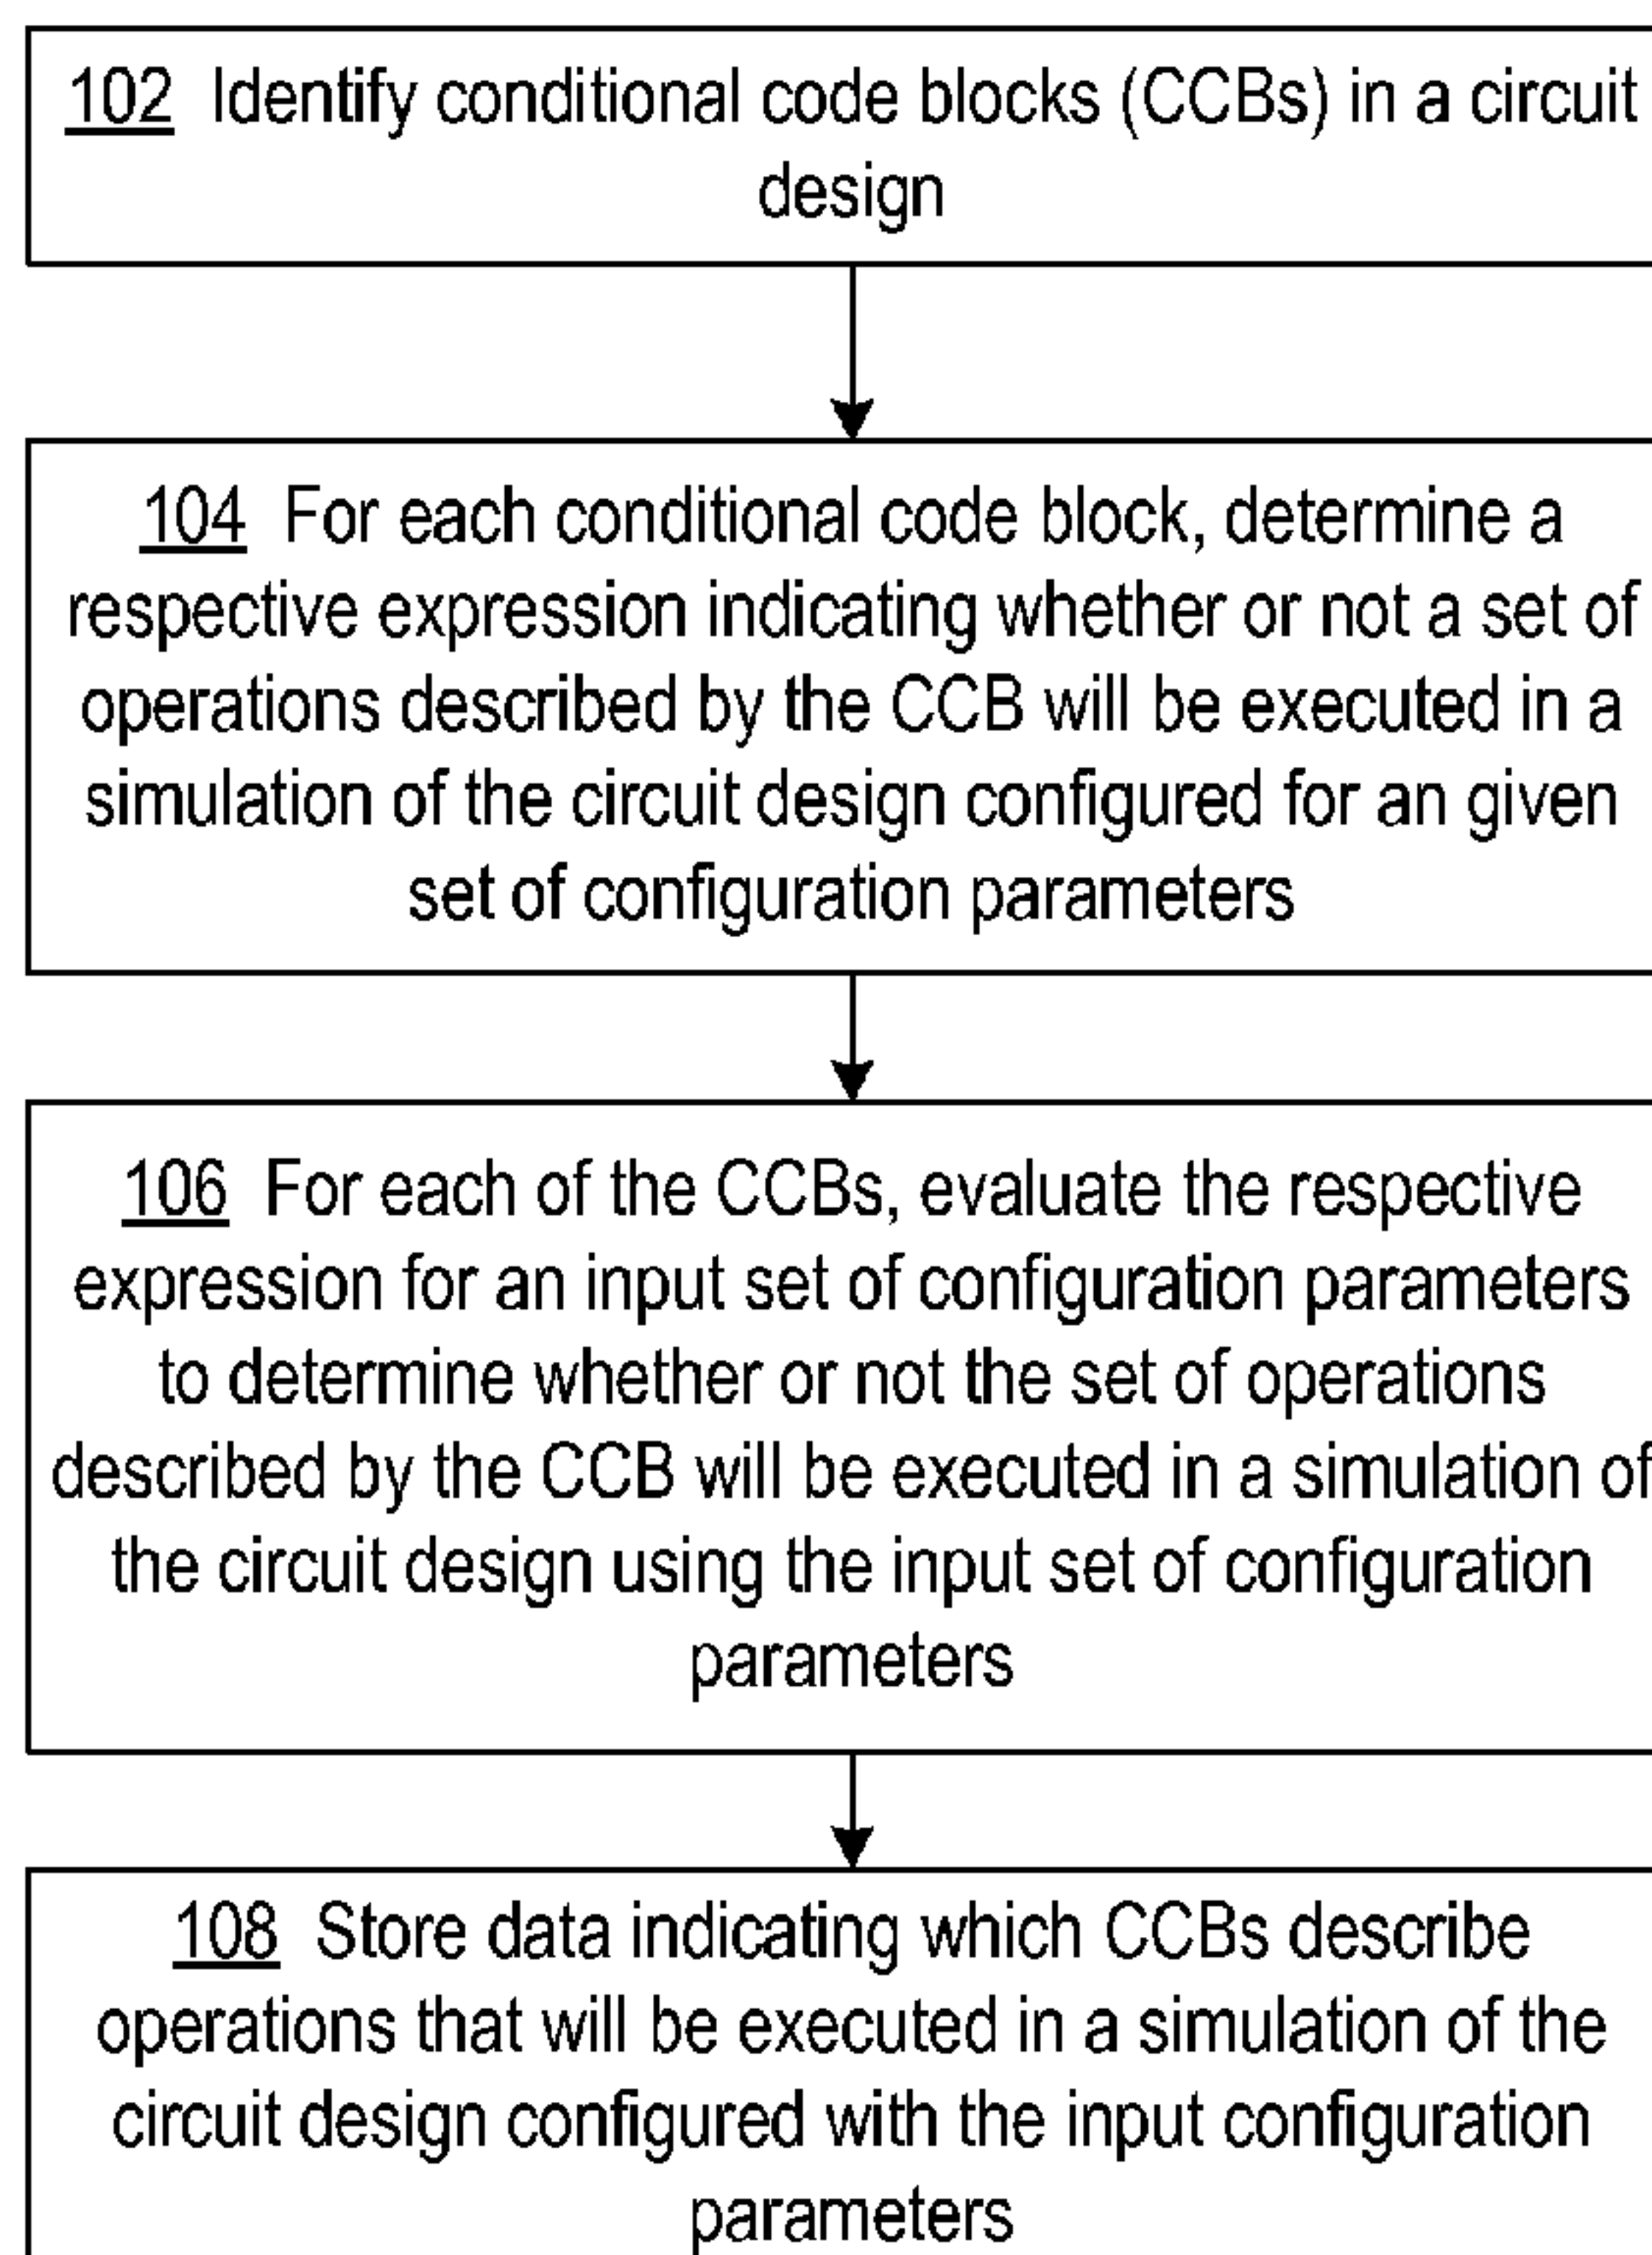 102 Identify conditional code blocks (CCBs) in a circuit
design
104 For each conditional code block, determine a
respective expression indicating whether or not a set of
operations described by the CCB will be executed in a
simulation of the circuit design configured for an given
set of configuration parameters
106 For each of the CCBs, evaluate the respective
expression for an input set of configuration parameters
to determine whether or not the set of operations
described by the CCB will be executed in a simulation of
the circuit design using the input set of configuration
parameters
108 Store data indicating which CCBs describe
operations that will be executed in a simulation of the
circuit design configured with the input configuration
parameters